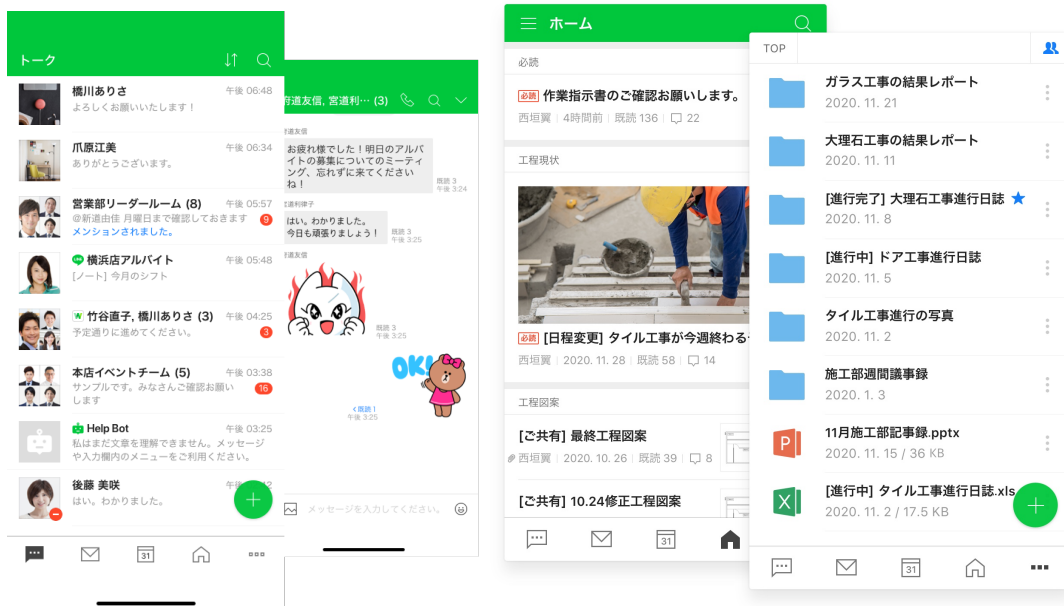 トーク
橋川ありさ
午後 06:48
よろしくお願いいたします！
爪原江美
午後 06:34
ありがとうございます。
営業部リーダールーム (8)
午後 05:57
＠新道由佳 月曜日まで確認しておきます
9
メンションされました。
横浜店アルバイト
午後 05:48
[ノート] 今月のシフト
竹谷直子, 橋川ありさ (3)
午後 04:25
予定通りに進めてください。
3
本店イベントチーム (5)
午後 03:38
サンプルです。みなさんご確認お願い
します
16
Help Bot
午後 03:25
私はまだ文章を理解できません。メッセージ
や入力欄内のメニューをご利用ください。
後藤 美咲
はい。わかりました。
31
道友信, 宮道利… (3)
道友信
お疲れ様でした！明日のアルバ
イトの募集についてのミーティ
ング、忘れずに来てください
ね！
既読 3
午後 3:24
道利律子
はい。わかりました。
今日も頑張りましょう！
既読 3
午後 3:25
道友信
既読 3
午後 3:25
OK!
既読 1
午後 3:25
メッセージを入力してください。
ホーム
必読
必読 作業指示書のご確認お願いします。
西垣翼 4時間前 既読 136 22
工程現状
必読 [日程変更] タイル工事が今週終わる
西垣翼 2020. 11. 28 既読 58 14
工程図案
[ご共有] 最終工程図案
西垣翼 2020. 10. 26 既読 39 8
[ご共有] 10.24修正工程図案
31
TOP
ガラス工事の結果レポート
2020. 11. 21
大理石工事の結果レポート
2020. 11. 11
[進行完了] 大理石工事進行日誌
2020. 11. 8
[進行中] ドア工事進行日誌
2020. 11. 5
タイル工事進行の写真
2020. 11. 2
施工部週間議事録
2020. 1. 3
P
11月施工部記事録.pptx
2020. 11. 15 / 36 KB
X
[進行中] タイル工事進行日誌.xls
2020. 11. 2 / 17.5 KB
31